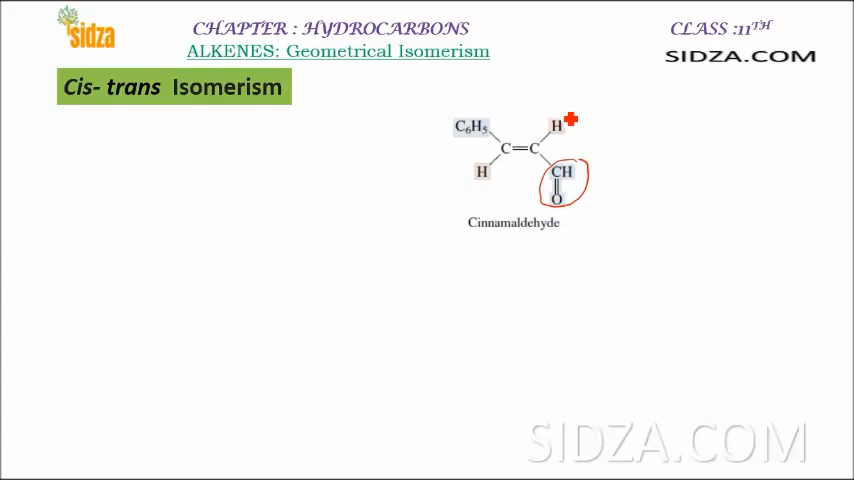 sidza
CHAPTER : HYDROCARBONS
CLASS :11TH
ALKENES: Geometrical Isomerism
SIDZA.COM
Cis- trans Isomerism
C₆H₅ H
C=C
H CH
O
Cinnamaldehyde
SIDZA.COM